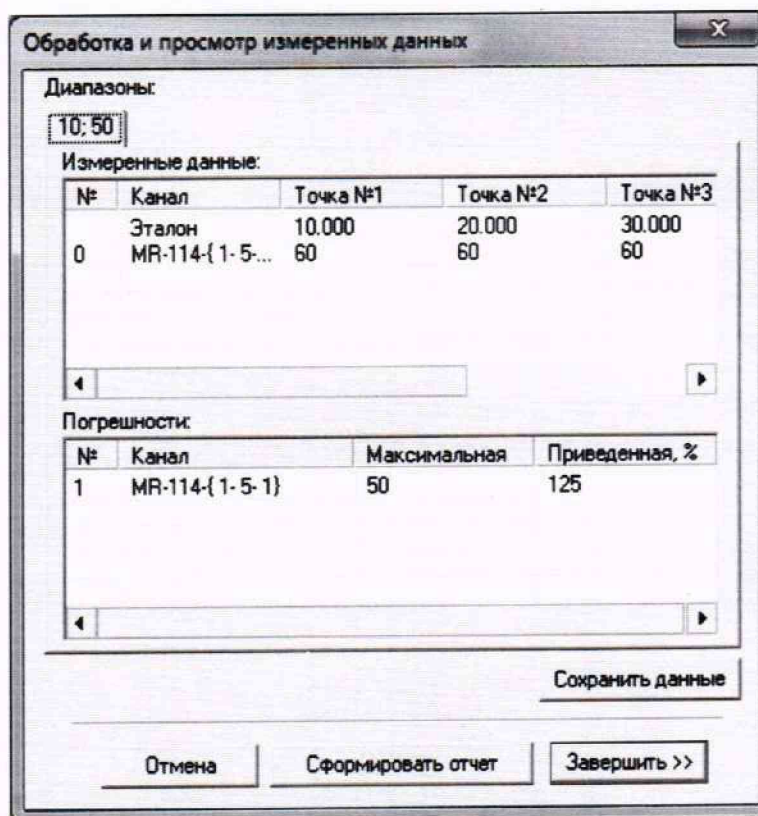 Обработка и просмотр измеренных данных
Диапазоны:
10; 50
Измеренные данные:
№ Канал Точка №1 Точка №2 Точка №3
Эталон 10.000 20.000 30.000
0 MR-114-{ 1- 5-... 60 60 60
Погрешности:
№ Канал Максимальная Приведенная, %
1 MR-114-{ 1- 5- 1} 50 125
Сохранить данные
Отмена Сформировать отчет Завершить >>